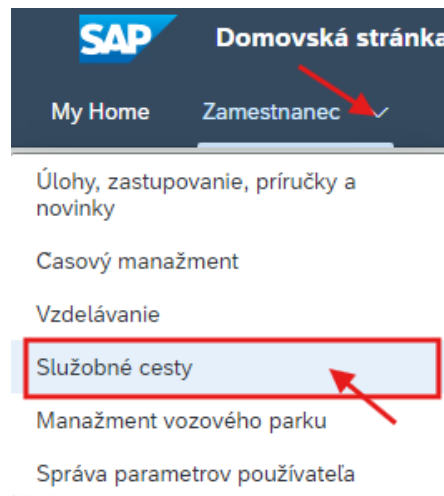 SAP Domovská stránka
My Home Zamestnanec
Úlohy, zastupovanie, príručky a
novinky
Časový manažment
Vzdelávanie
Služobné cesty
Manažment vozového parku
Správa parametrov používateľa